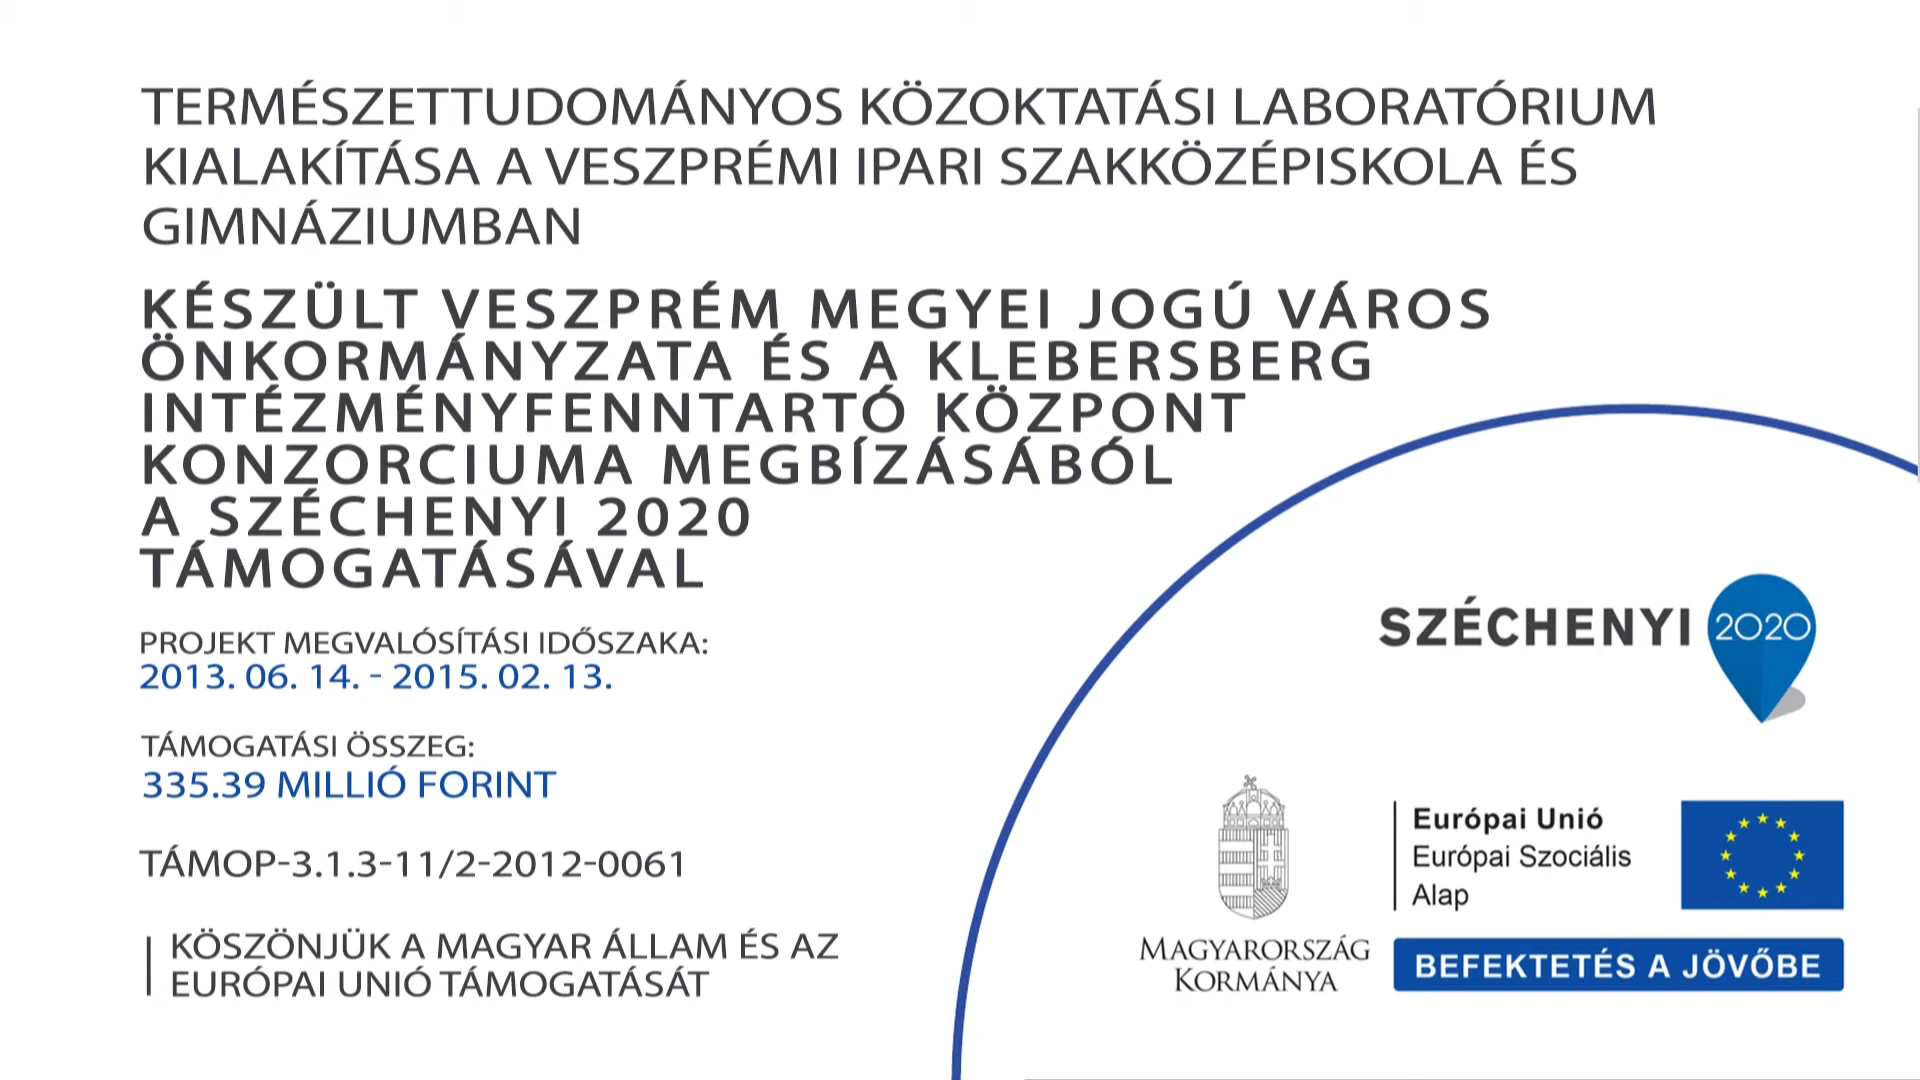 TERMÉSZETTUDOMÁNYOS KÖZOKTATÁSI LABORATÓRIUM
KIALAKÍTÁSA A VESZPRÉMI IPARI SZAKKÖZÉPISKOLA ÉS
GIMNÁZIUMBAN
KÉSZÜLT VESZPRÉM MEGYEI JOGÚ VÁROS
ÖNKORMÁNYZATA ÉS A KLEBERSBERG
INTÉZMÉNYFENNTARTÓ KÖZPONT
KONZORCIUMA MEGBÍZÁSÁBÓL
A SZÉCHENYI 2020
TÁMOGATÁSÁVAL
PROJEKT MEGVALÓSÍTÁSI IDŐSZAKA:
2013. 06. 14. - 2015. 02. 13.
TÁMOGATÁSI ÖSSZEG:
335.39 MILLIÓ FORINT
TÁMOP-3.1.3-11/2-2012-0061
KÖSZÖNJÜK A MAGYAR ÁLLAM ÉS AZ
EURÓPAI UNIÓ TÁMOGATÁSÁT
SZÉCHENYI 2020
MAGYARORSZÁG
KORMÁNYA
Európai Unió
Európai Szociális
Alap
BEFEKTETÉS A JÖVŐBE